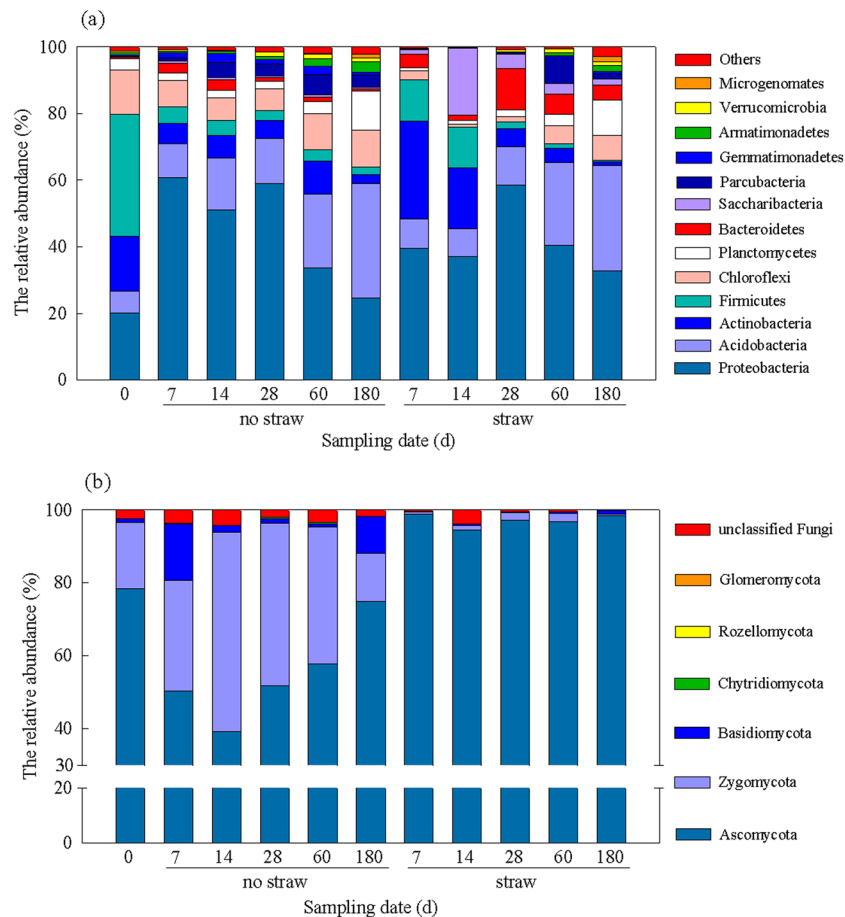 (a)
The relative abundance (%)
100
80
60
40
20
0
0 7 14 28 60 180 7 14 28 60 180
no straw straw
Sampling date (d)
Others
Microgenomates
Verrucomicrobia
Armatimonadetes
Gemmatimonadetes
Parcubacteria
Saccharibacteria
Bacteroidetes
Planctomycetes
Chloroflexi
Firmicutes
Actinobacteria
Acidobacteria
Proteobacteria
(b)
The relative abundance (%)
100
80
60
40
30
20
0
0 7 14 28 60 180 7 14 28 60 180
no straw straw
Sampling date (d)
unclassified Fungi
Glomeromycota
Rozellomycota
Chytridiomycota
Basidiomycota
Zygomycota
Ascomycota